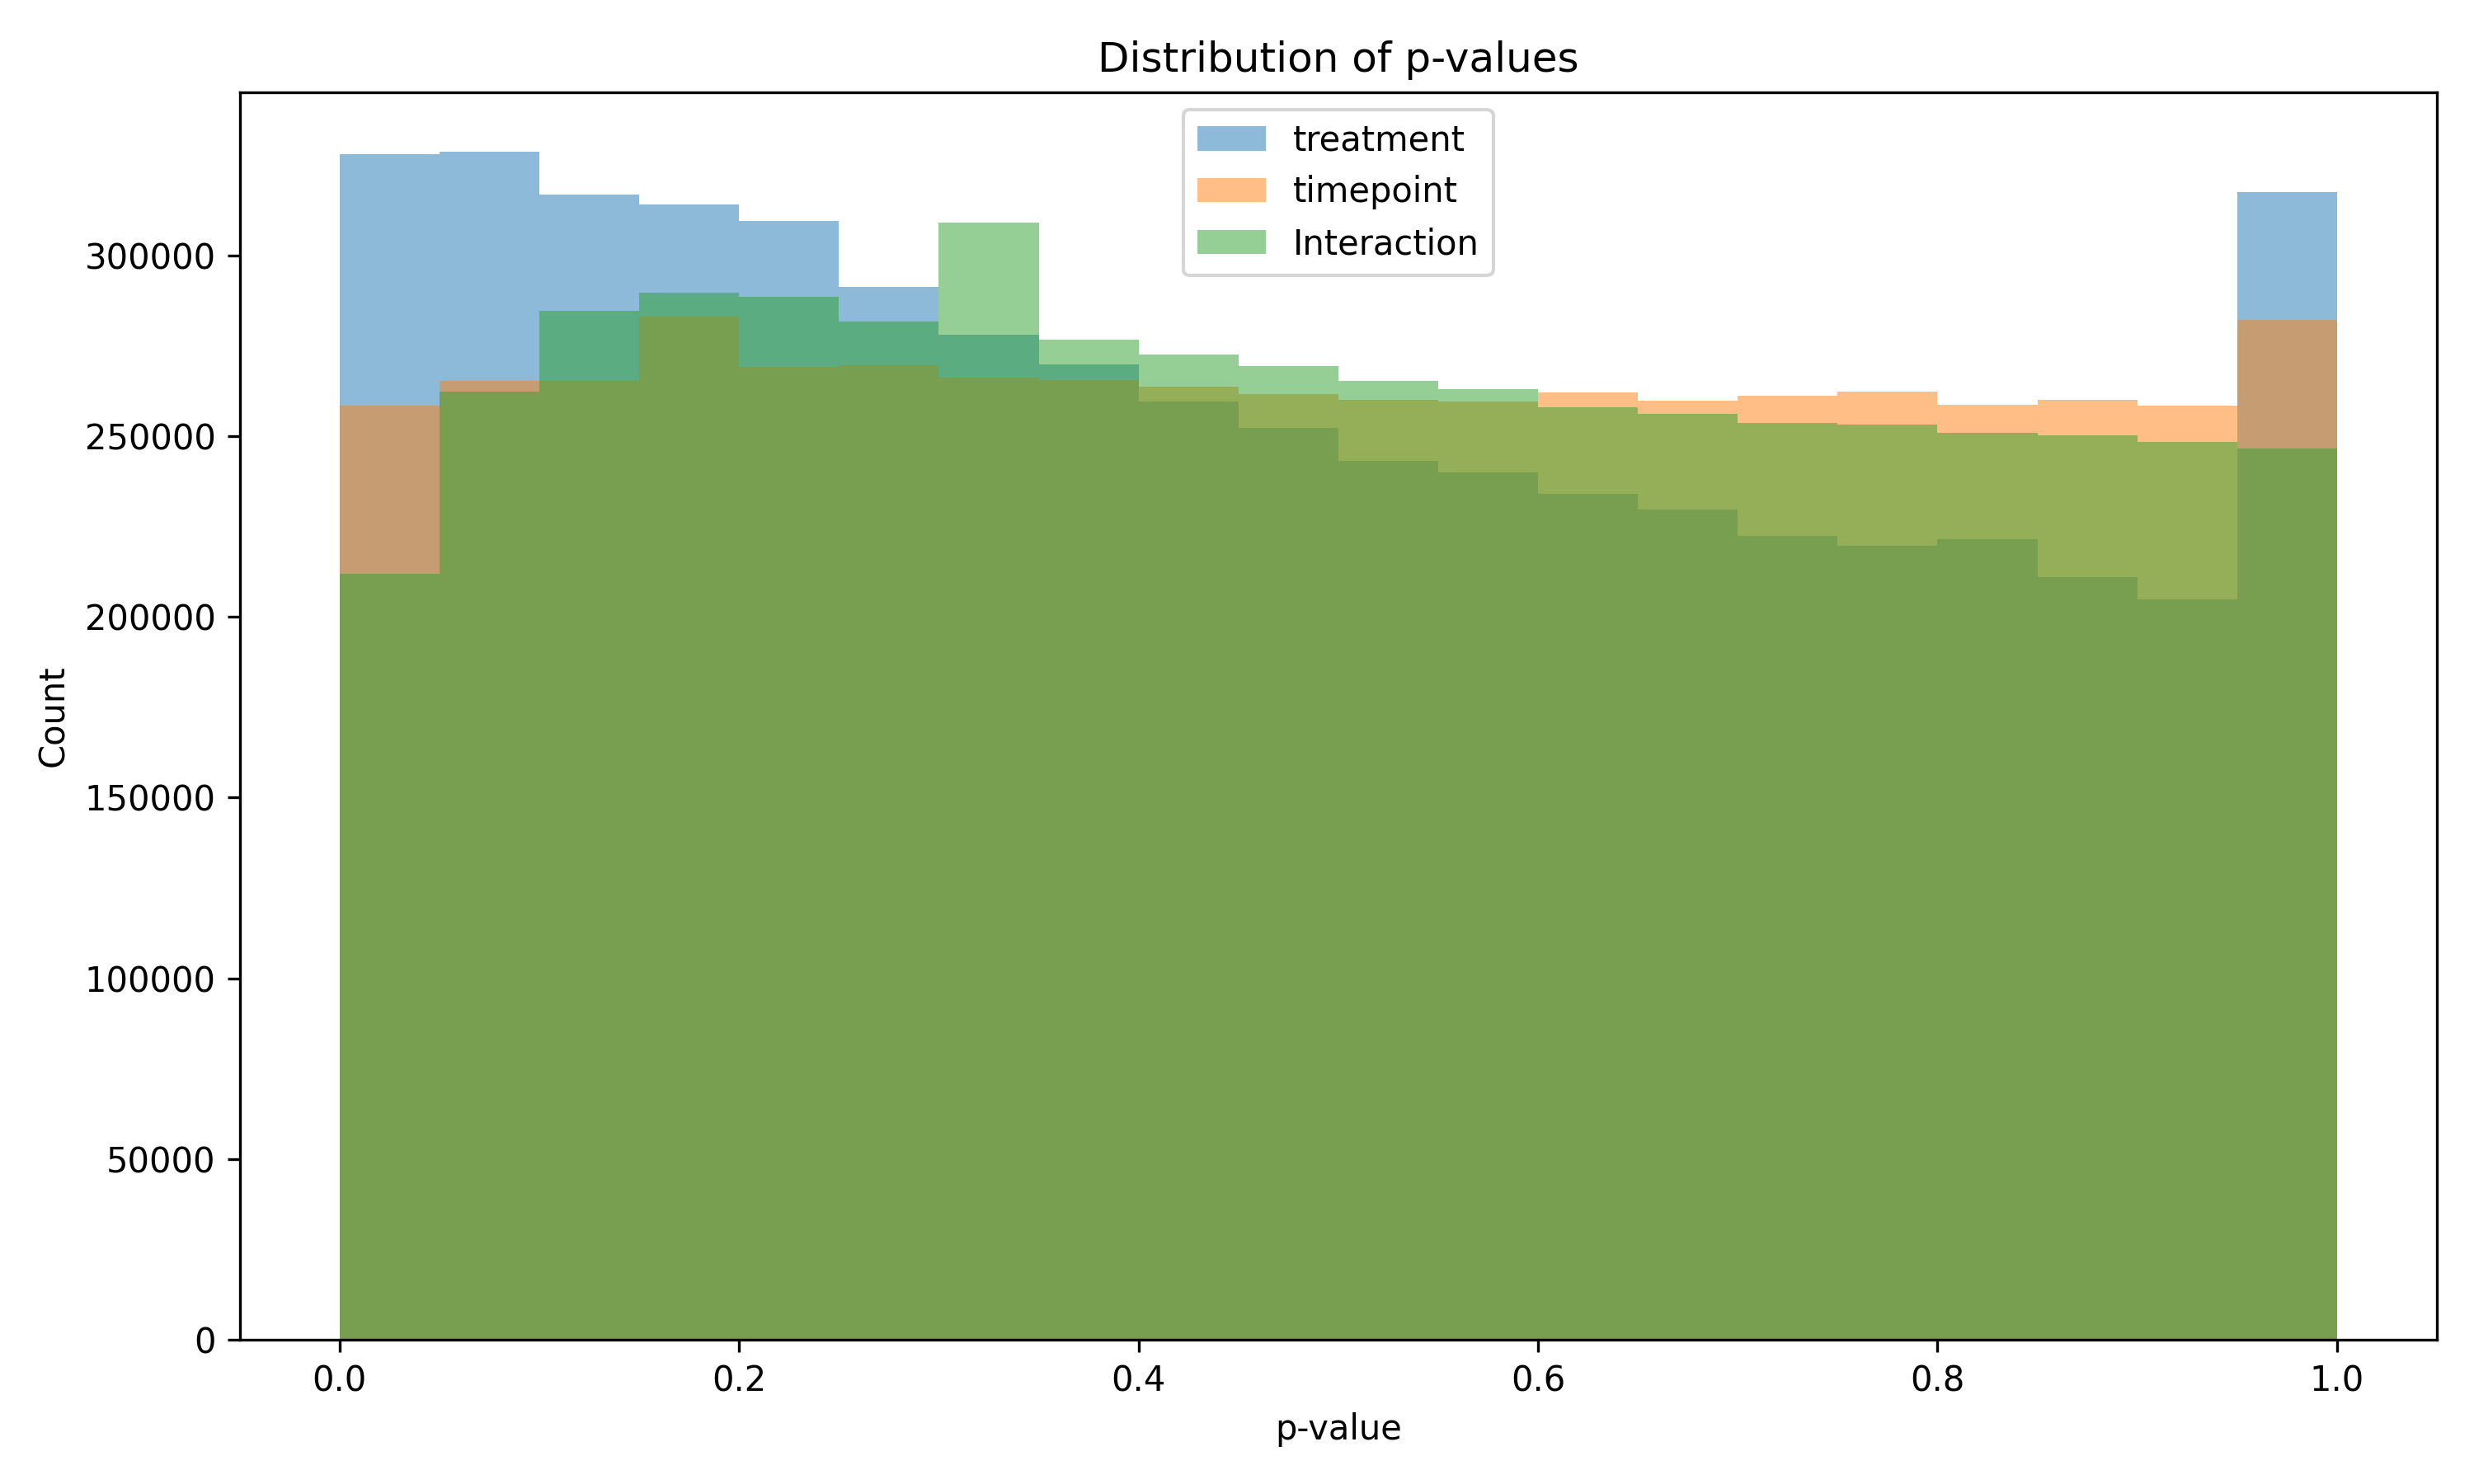 Distribution of p-values
treatment
timepoint
Interaction
300000
250000
200000
150000
100000
50000
0
Count
0.0 0.2 0.4 0.6 0.8 1.0
p-value